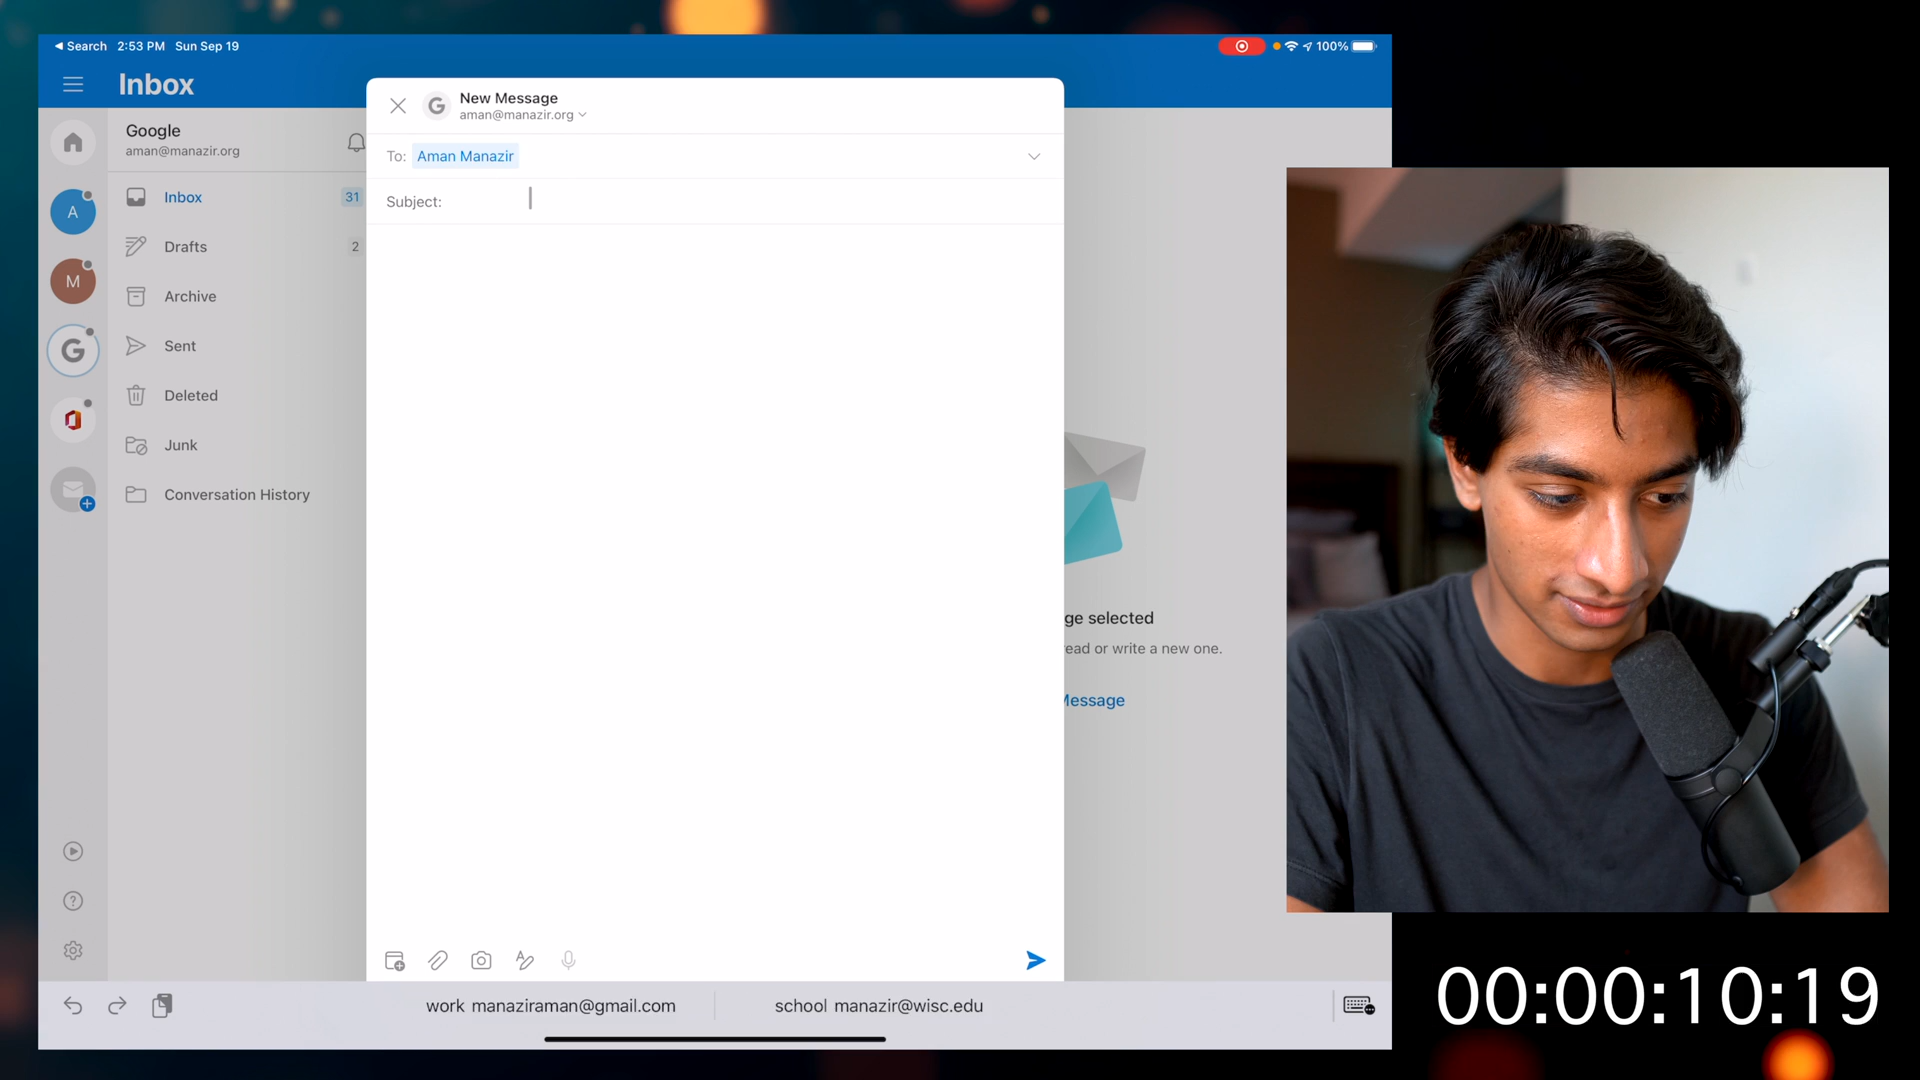 Search 2:53 PM Sun Sep 19
100%
Inbox
Google
aman@manazir.org
A
M
G
Inbox 31
Drafts 2
Archive
Sent
Deleted
Junk
Conversation History
G
New Message
aman@manazir.org
To: Aman Manazir
Subject:
ge selected
ead or write a new one.
Message
work manaziraman@gmail.com
school manazir@wisc.edu
00:00:10:19